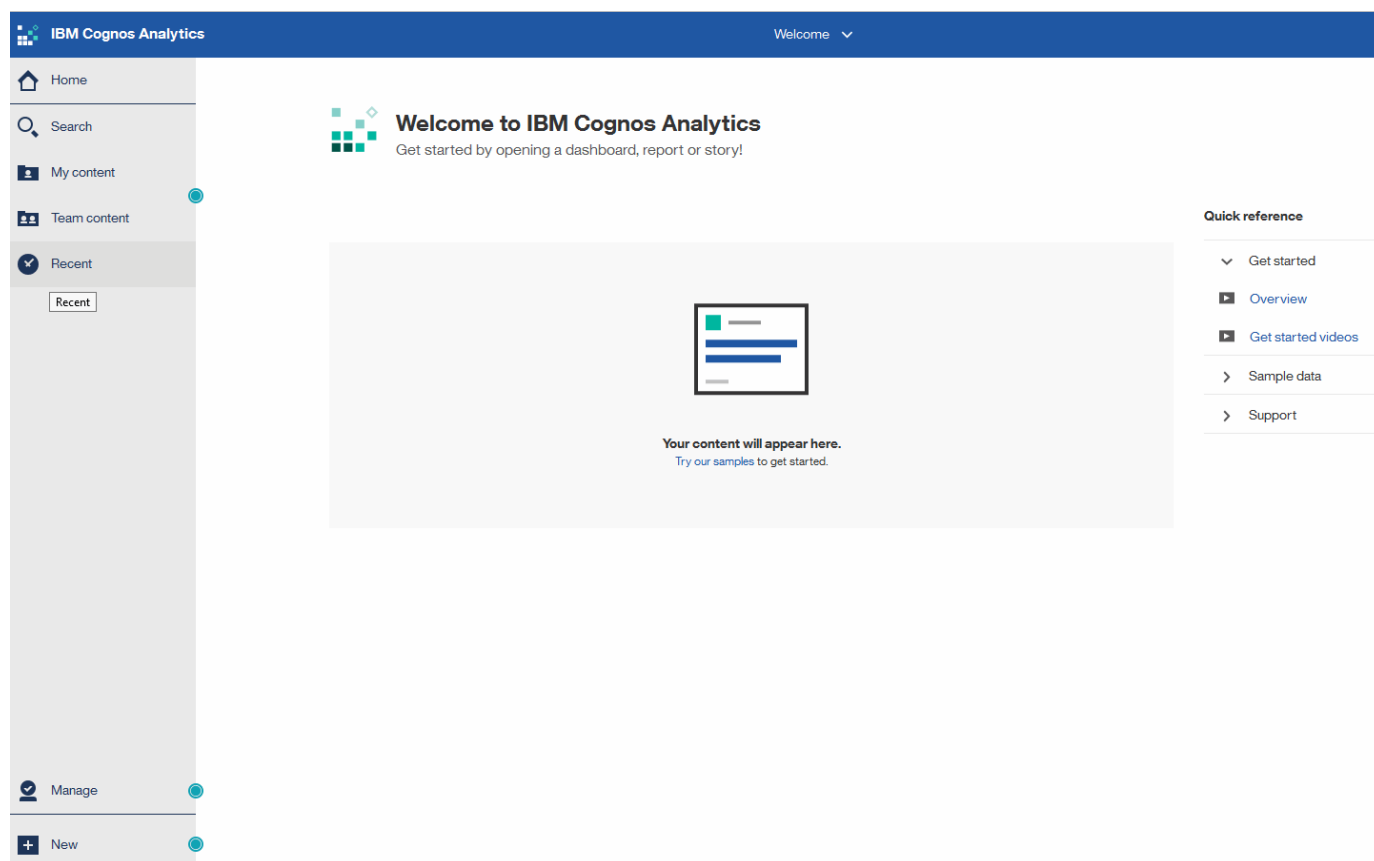 IBM Cognos Analytics
Welcome
Home
Search
My content
Team content
Recent
Recent
Manage
New
Welcome to IBM Cognos Analytics
Get started by opening a dashboard, report or story!
Your content will appear here.
Try our samples to get started.
Quick reference
Get started
Overview
Get started videos
Sample data
Support